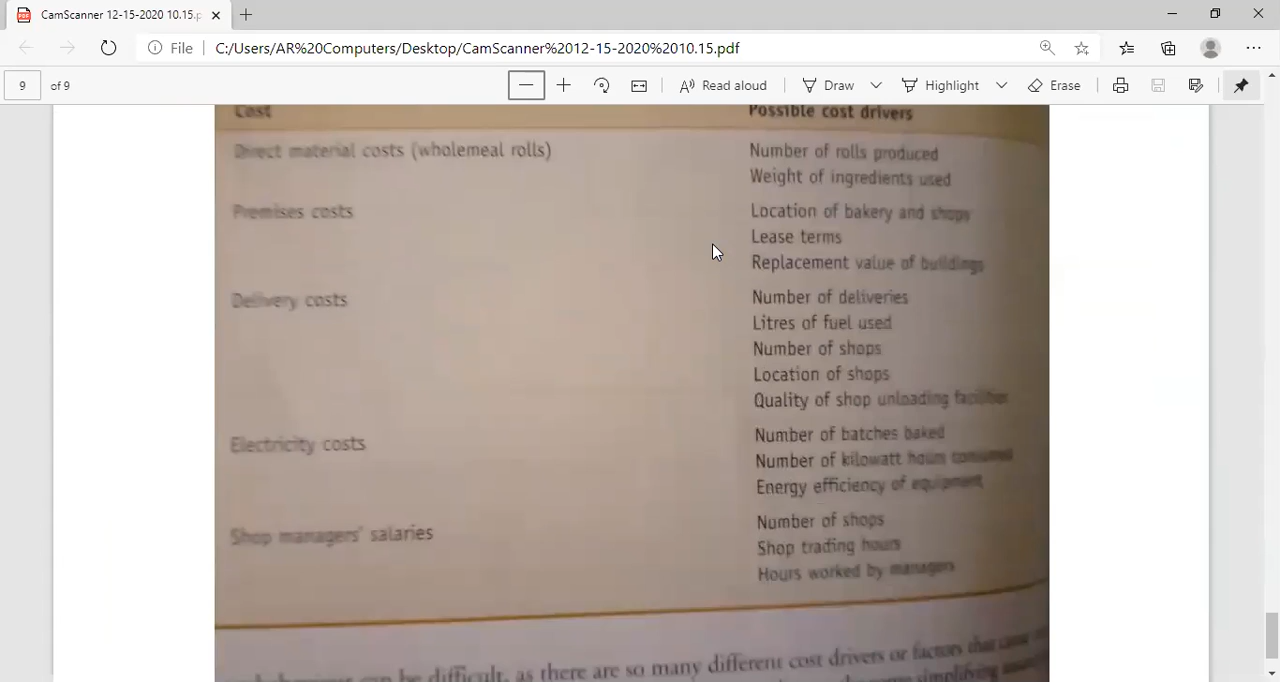 CamScanner 12-15-2020 10.15.p
File
C:/Users/AR%20Computers/Desktop/CamScanner%2012-15-2020%2010.15.pdf
9 of 9
Read aloud
Draw
Highlight
Erase
Cost Possible cost drivers
Direct material costs (wholemeal rolls) Number of rolls produced
Weight of ingredients used
Premises costs Location of bakery and shops
Lease terms
Replacement value of buildings
Delivery costs Number of deliveries
Litres of fuel used
Number of shops
Location of shops
Quality of shop unloading facilities
Electricity costs Number of batches baked
Number of kilowatt hours consumed
Energy efficiency of equipment
Shop managers' salaries Number of shops
Shop trading hours
Hours worked by managers
can be difficult, as there are so many different cost drivers or factors that cause
simplifying